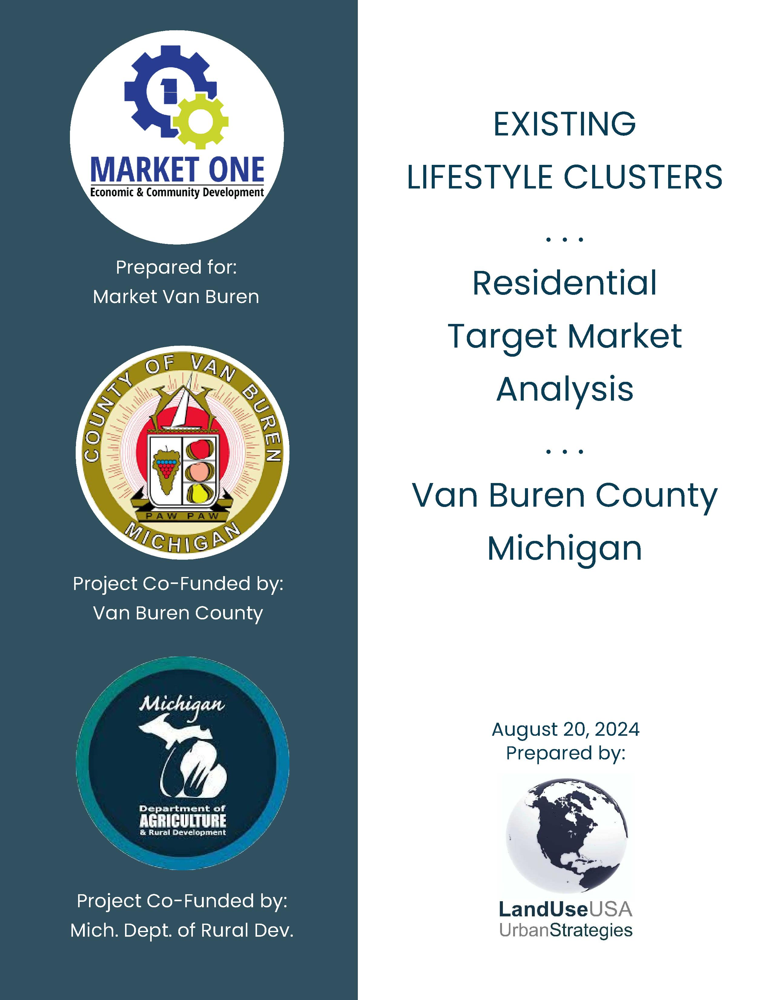 1
MARKET ONE
Economic & Community Development
Prepared for:
Market Van Buren
COUNTY OF VAN BUREN
PAW PAW
MICHIGAN
Project Co-Funded by:
Van Buren County
Michigan
Department of
AGRICULTURE
& Rural Development
Project Co-Funded by:
Mich. Dept. of Rural Dev.
EXISTING
LIFESTYLE CLUSTERS
...
Residential
Target Market
Analysis
...
Van Buren County
Michigan
August 20, 2024
Prepared by:
LandUseUSA
UrbanStrategies